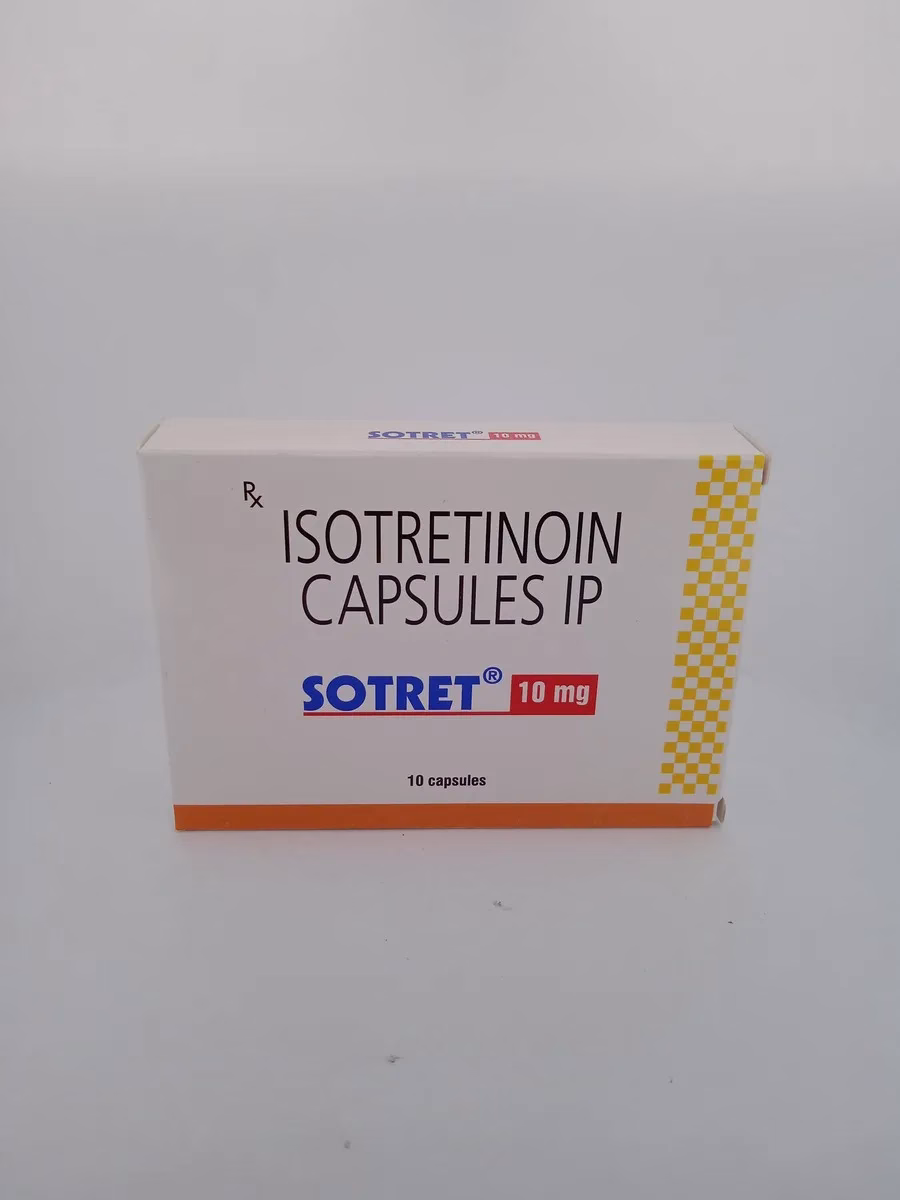 SOTRET® 10 mg
Rx
ISOTRETINOIN
CAPSULES IP
SOTRET® 10 mg
10 capsules